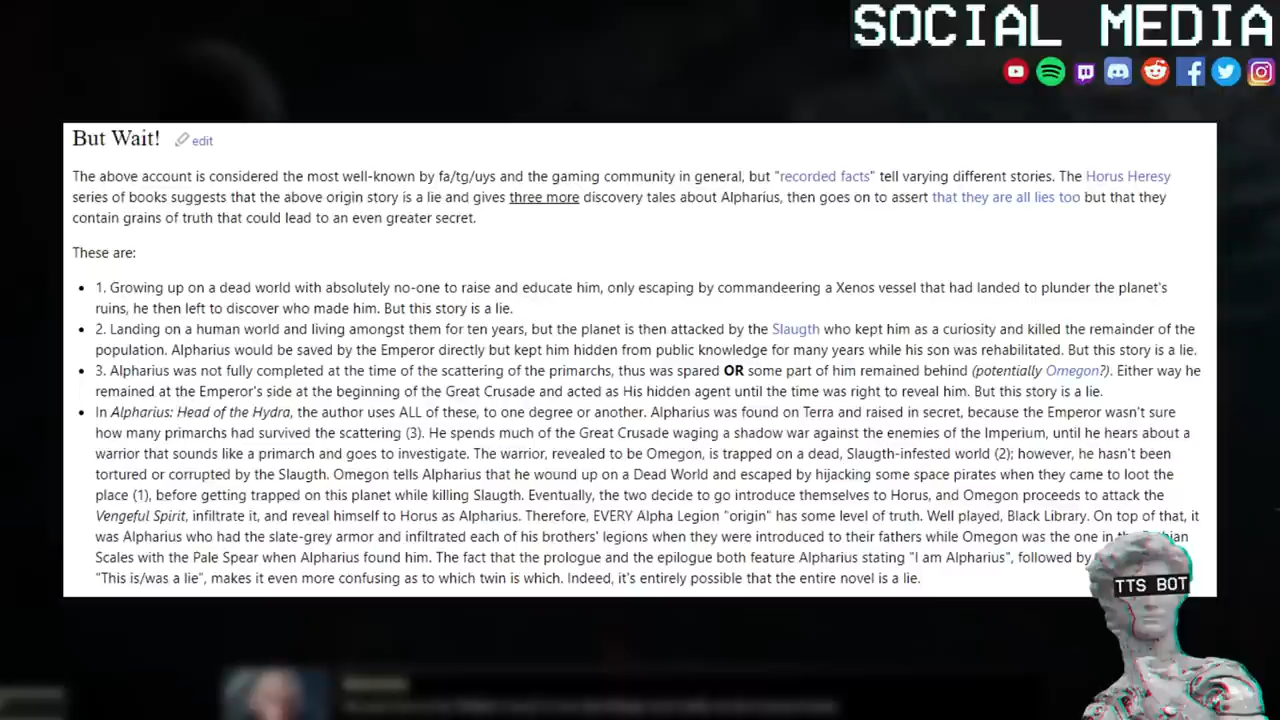 SOCIAL MEDIA
But Wait! edit
The above account is considered the most well-known by fa/tg/uys and the gaming community in general, but "recorded facts" tell varying different stories. The Horus Heresy
series of books suggests that the above origin story is a lie and gives three more discovery tales about Alpharius, then goes on to assert that they are all lies too but that they
contain grains of truth that could lead to an even greater secret.
These are:
• 1. Growing up on a dead world with absolutely no-one to raise and educate him, only escaping by commandeering a Xenos vessel that had landed to plunder the planet's
ruins, he then left to discover who made him. But this story is a lie.
• 2. Landing on a human world and living amongst them for ten years, but the planet is then attacked by the Slaugth who kept him as a curiosity and killed the remainder of the
population. Alpharius would be saved by the Emperor directly but kept him hidden from public knowledge for many years while his son was rehabilitated. But this story is a lie.
• 3. Alpharius was not fully completed at the time of the scattering of the primarchs, thus was spared OR some part of him remained behind (potentially Omegon?). Either way he
remained at the Emperor's side at the beginning of the Great Crusade and acted as His hidden agent until the time was right to reveal him. But this story is a lie.
• In Alpharius: Head of the Hydra, the author uses ALL of these, to one degree or another. Alpharius was found on Terra and raised in secret, because the Emperor wasn't sure
how many primarchs had survived the scattering (3). He spends much of the Great Crusade waging a shadow war against the enemies of the Imperium, until he hears about a
warrior that sounds like a primarch and goes to investigate. The warrior, revealed to be Omegon, is trapped on a dead, Slaugth-infested world (2); however, he hasn't been
tortured or corrupted by the Slaugth. Omegon tells Alpharius that he wound up on a Dead World and escaped by hijacking some space pirates when they came to loot the
place (1), before getting trapped on this planet while killing Slaugth. Eventually, the two decide to go introduce themselves to Horus, and Omegon proceeds to attack the
Vengeful Spirit, infiltrate it, and reveal himself to Horus as Alpharius. Therefore, EVERY Alpha Legion "origin" has some level of truth. Well played, Black Library. On top of that, it
was Alpharius who had the slate-grey armor and infiltrated each of his brothers' legions when they were introduced to their fathers while Omegon was the one in
Scales with the Pale Spear when Alpharius found him. The fact that the prologue and the epilogue both feature Alpharius stating "I am Alpharius", followed by
"This is/was a lie", makes it even more confusing as to which twin is which. Indeed, it's entirely possible that the entire novel is a lie.
TTS BOT